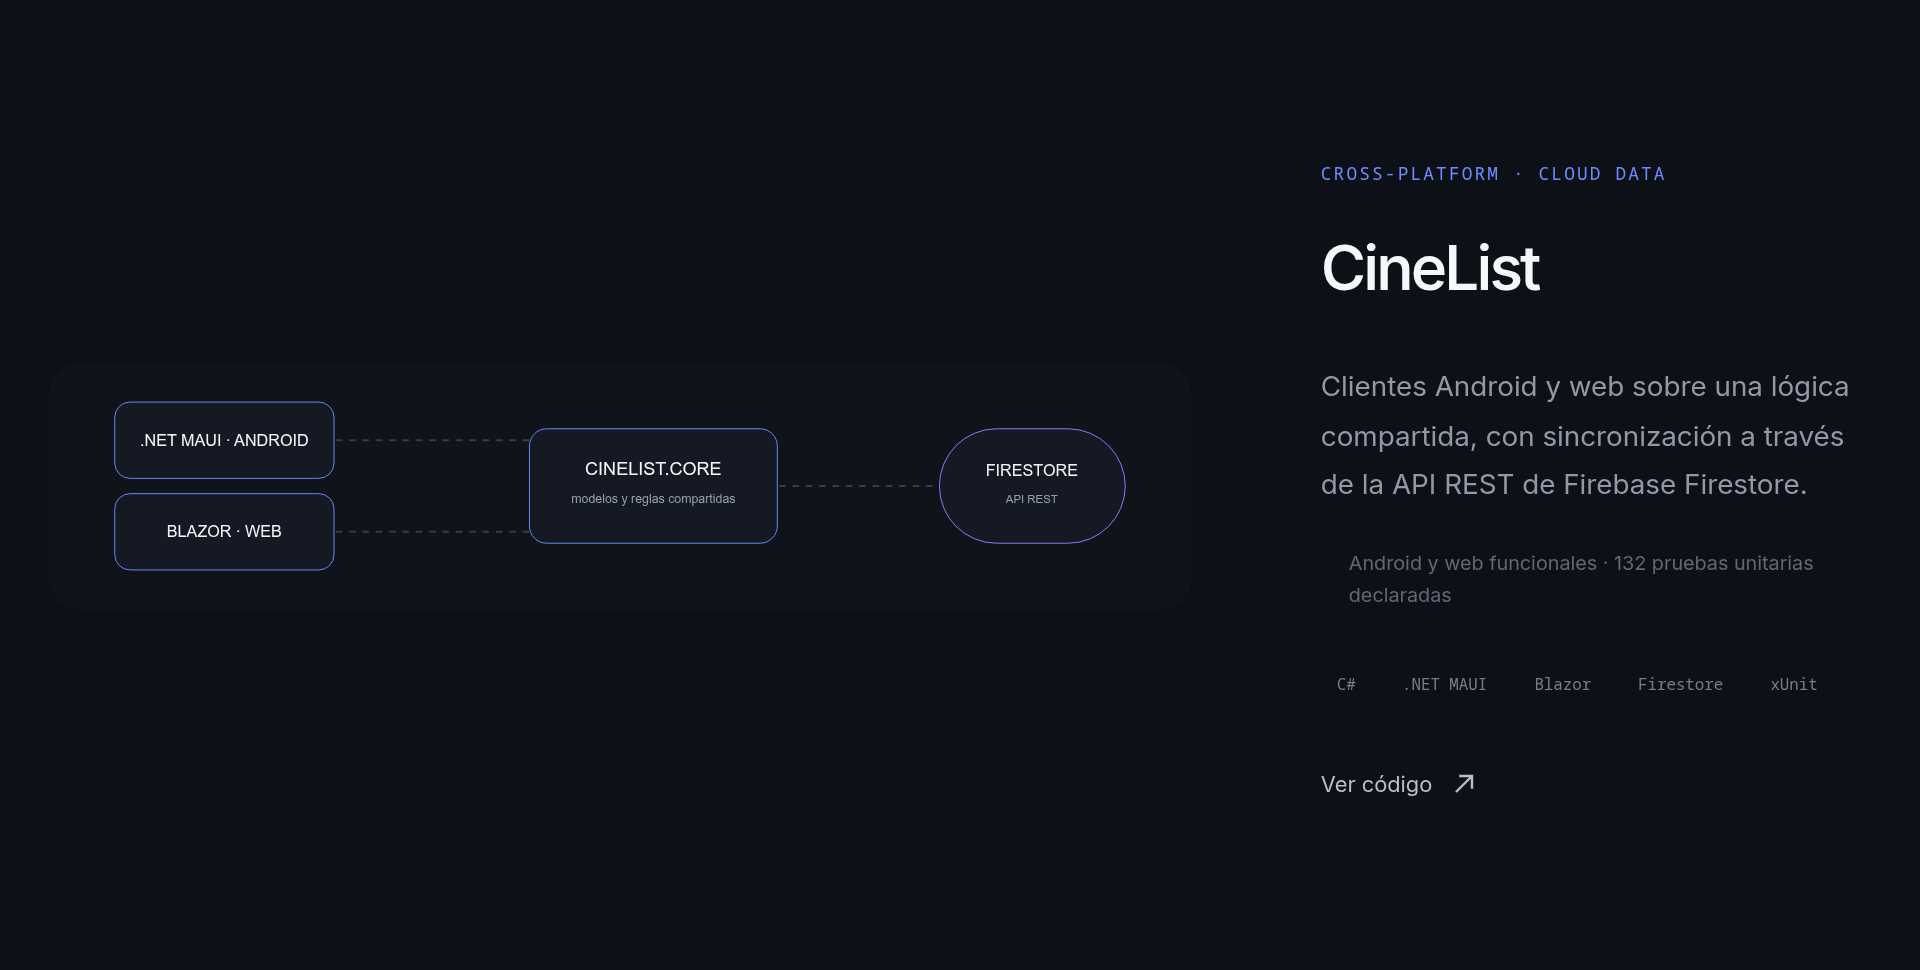 .NET MAUI · ANDROID
BLAZOR · WEB
CINELIST.CORE
modelos y reglas compartidas
FIRESTORE
API REST
CROSS-PLATFORM · CLOUD DATA
CineList
Clientes Android y web sobre una lógica
compartida, con sincronización a través
de la API REST de Firebase Firestore.
Android y web funcionales · 132 pruebas unitarias
declaradas
C# .NET MAUI Blazor Firestore xUnit
Ver código